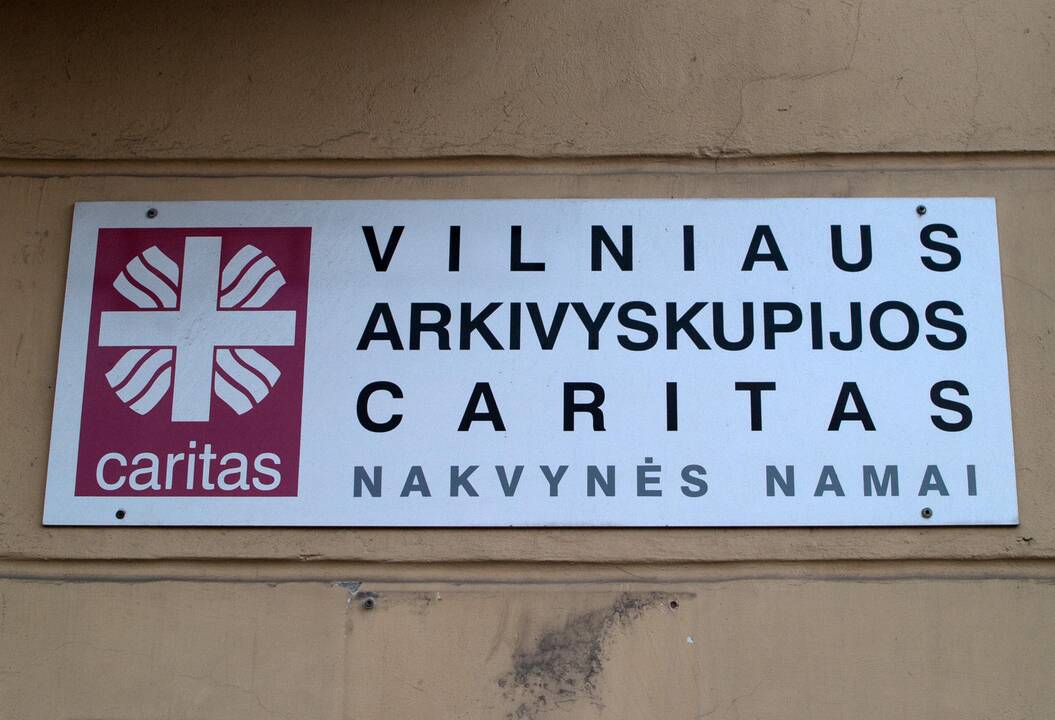 caritas
VILNIAUS
ARKIVYSKUPIJOS
CARITAS
NAKVYNĖS NAMAI